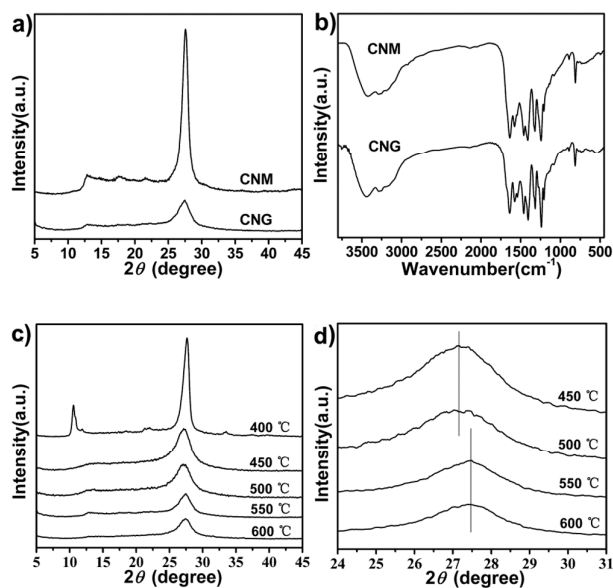 a)
Intensity(a.u.)
CNM
CNG
5 10 15 20 25 30 35 40 45
2θ (degree)
b)
Intensity(a.u.)
CNM
CNG
3500 3000 2500 2000 1500 1000 500
Wavenumber(cm⁻¹)
c)
Intensity(a.u.)
400 ℃
450 ℃
500 ℃
550 ℃
600 ℃
5 10 15 20 25 30 35 40 45
2θ (degree)
d)
Intensity(a.u.)
450 ℃
500 ℃
550 ℃
600 ℃
24 25 26 27 28 29 30 31
2θ (degree)